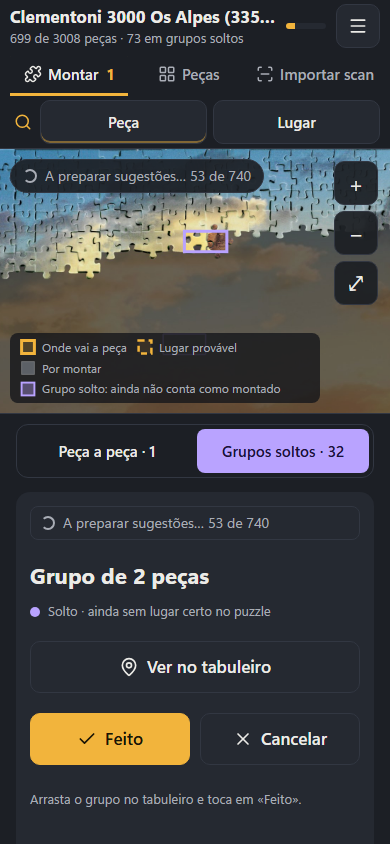 Clementoni 3000 Os Alpes (335...
699 de 3008 peças · 73 em grupos soltos
Montar 1
Peças
Importar scan
Peça
Lugar
A preparar sugestões... 53 de 740
Onde vai a peça
Lugar provável
Por montar
Grupo solto: ainda não conta como montado
Peça a peça · 1
Grupos soltos · 32
A preparar sugestões... 53 de 740
Grupo de 2 peças
Solto · ainda sem lugar certo no puzzle
Ver no tabuleiro
Feito
Cancelar
Arrasta o grupo no tabuleiro e toca em «Feito».